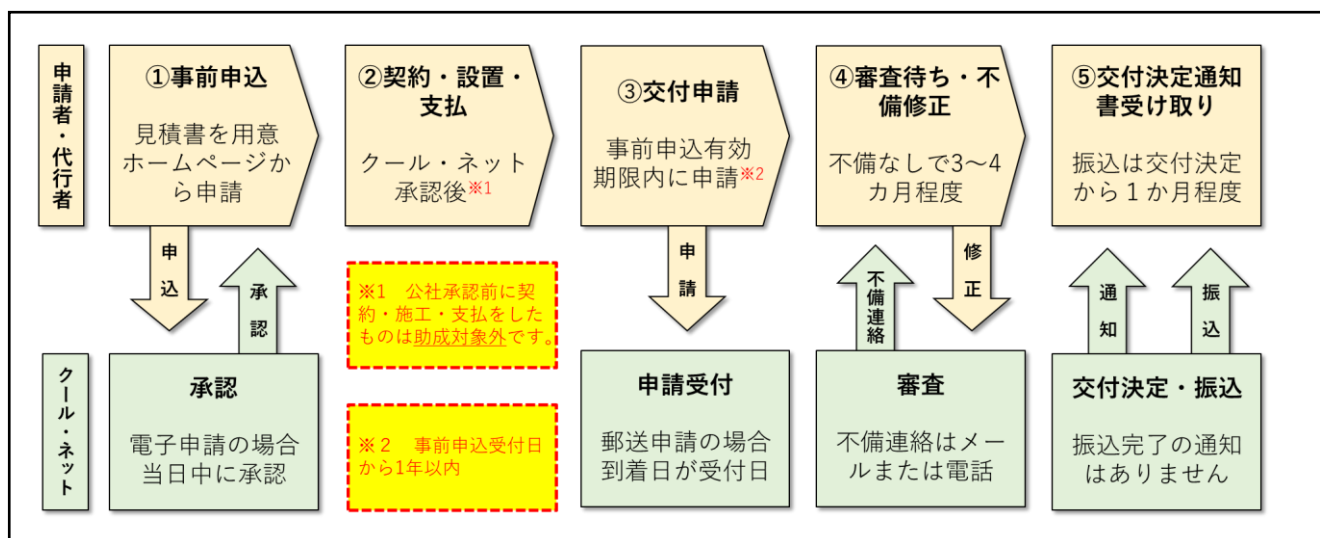 申請者・代行者
①事前申込
見積書を用意
ホームページか
ら申請
②契約・設置・
支払
クール・ネット
承認後※1
③交付申請
事前申込有効
期限内に申請※2
④審査待ち・不
備修正
不備なしで3～4
カ月程度
⑤交付決定通知
書受け取り
振込は交付決定
から１か月程度
申込
承認
※1　公社承認前に契
約・施工・支払をし
たものは助成対象外です。
※２　事前申込受付日
から1年以内
申請
不備連絡
修正
通知
振込
クール・ネット
承認
電子申請の場合
当日中に承認
申請受付
郵送申請の場合
到着日が受付日
審査
不備連絡はメー
ルまたは電話
交付決定・振込
振込完了の通知
はありません